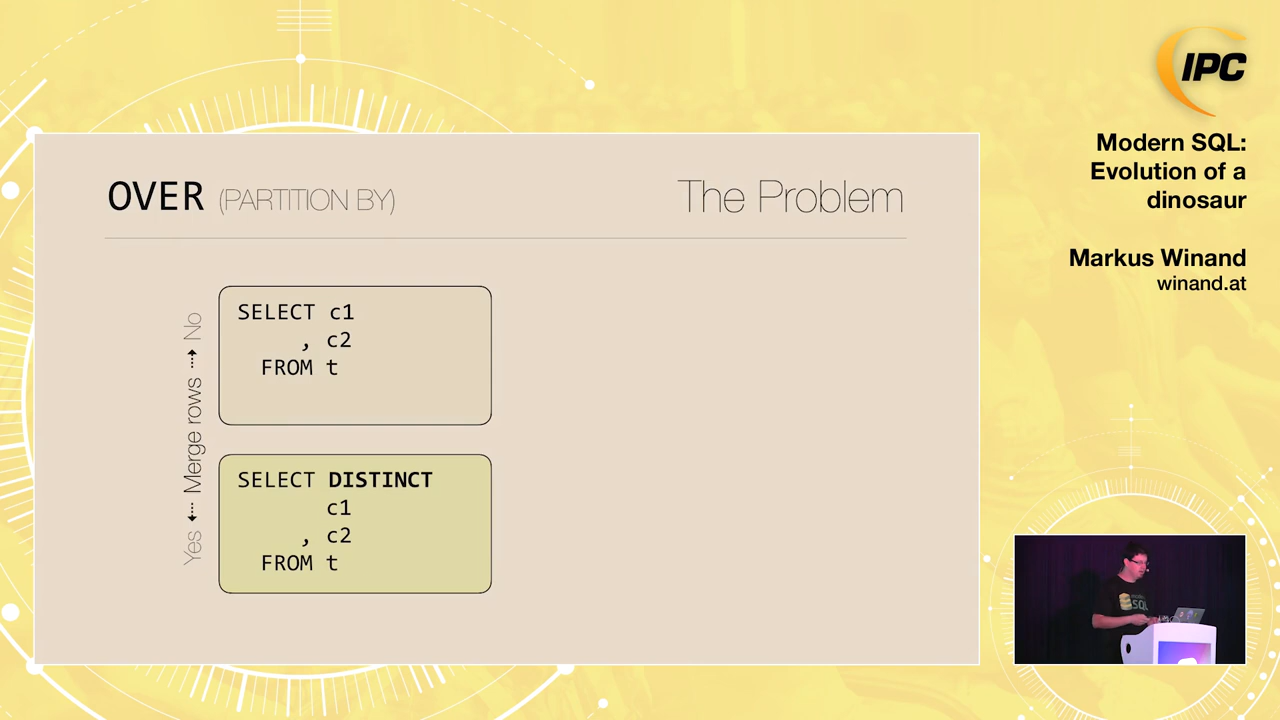 IPC
Modern SQL:
Evolution of a
dinosaur
Markus Winand
winand.at
OVER (PARTITION BY)
The Problem
Yes Merge rows No
SELECT c1
, c2
FROM t
SELECT DISTINCT
c1
, c2
FROM t
SQL